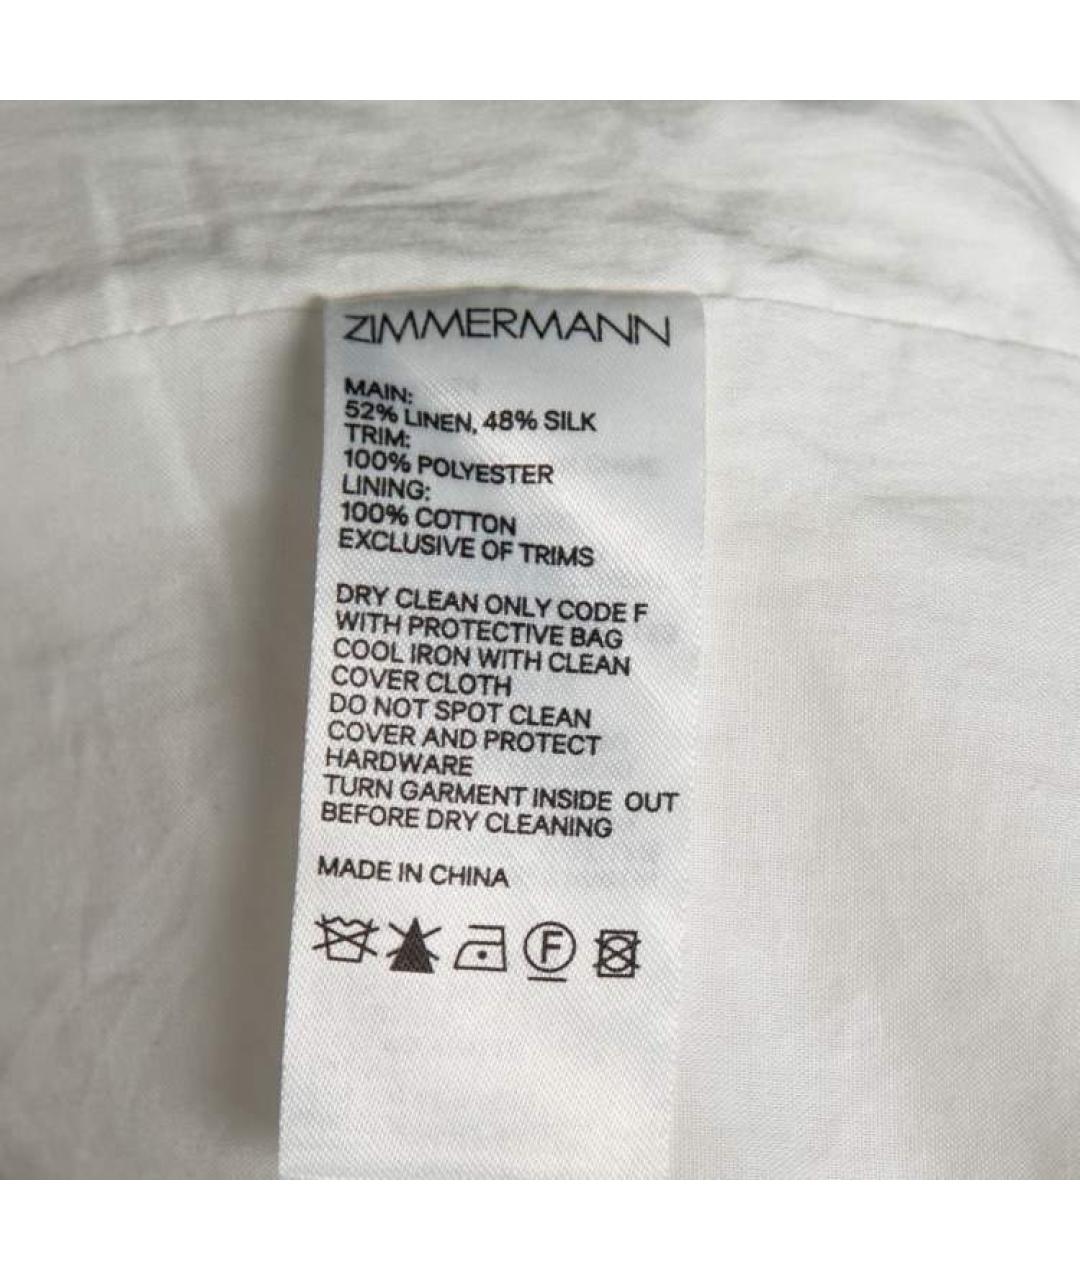 ZIMMERMANN
MAIN:
52% LINEN, 48% SILK
TRIM:
100% POLYESTER
LINING:
100% COTTON
EXCLUSIVE OF TRIMS
DRY CLEAN ONLY CODE F
WITH PROTECTIVE BAG
COOL IRON WITH CLEAN
COVER CLOTH
DO NOT SPOT CLEAN
COVER AND PROTECT
HARDWARE
TURN GARMENT INSIDE OUT
BEFORE DRY CLEANING
MADE IN CHINA
F